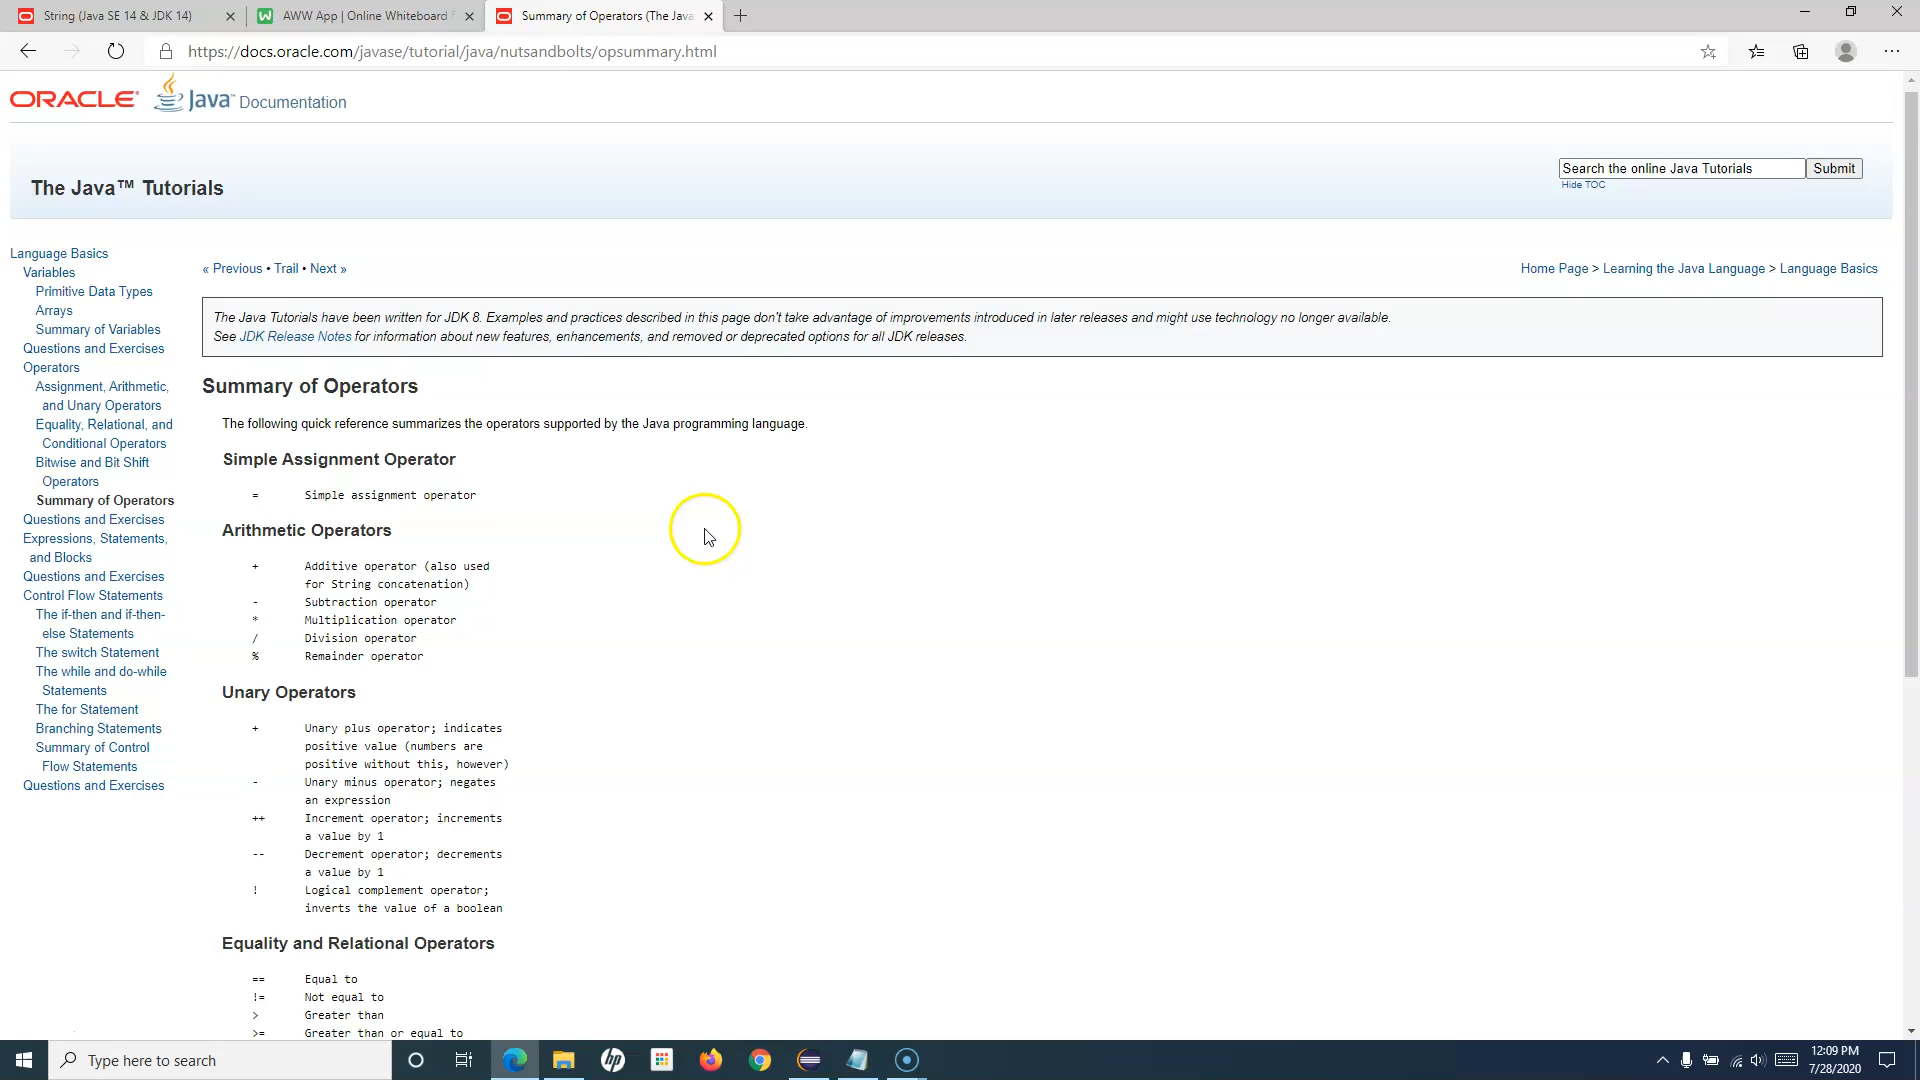 String (Java SE 14 & JDK 14)
AWW App | Online Whiteboard f
Summary of Operators (The Java
https://docs.oracle.com/javase/tutorial/java/nutsandbolts/opsummary.html
ORACLE Java™ Documentation
The Java™ Tutorials
Search the online Java Tutorials Submit
Hide TOC
Language Basics
Variables
Primitive Data Types
Arrays
Summary of Variables
Questions and Exercises
Operators
Assignment, Arithmetic,
and Unary Operators
Equality, Relational, and
Conditional Operators
Bitwise and Bit Shift
Operators
Summary of Operators
Questions and Exercises
Expressions, Statements,
and Blocks
Questions and Exercises
Control Flow Statements
The if-then and if-then-
else Statements
The switch Statement
The while and do-while
Statements
The for Statement
Branching Statements
Summary of Control
Flow Statements
Questions and Exercises
« Previous • Trail • Next »
Home Page > Learning the Java Language > Language Basics
The Java Tutorials have been written for JDK 8. Examples and practices described in this page don't take advantage of improvements introduced in later releases and might use technology no longer available.
See JDK Release Notes for information about new features, enhancements, and removed or deprecated options for all JDK releases.
Summary of Operators
The following quick reference summarizes the operators supported by the Java programming language.
Simple Assignment Operator
= Simple assignment operator
Arithmetic Operators
+ Additive operator (also used
for String concatenation)
- Subtraction operator
* Multiplication operator
/ Division operator
% Remainder operator
Unary Operators
+ Unary plus operator; indicates
positive value (numbers are
positive without this, however)
- Unary minus operator; negates
an expression
++ Increment operator; increments
a value by 1
-- Decrement operator; decrements
a value by 1
! Logical complement operator;
inverts the value of a boolean
Equality and Relational Operators
== Equal to
!= Not equal to
> Greater than
>= Greater than or equal to
Type here to search
hp
12:09 PM
7/28/2020